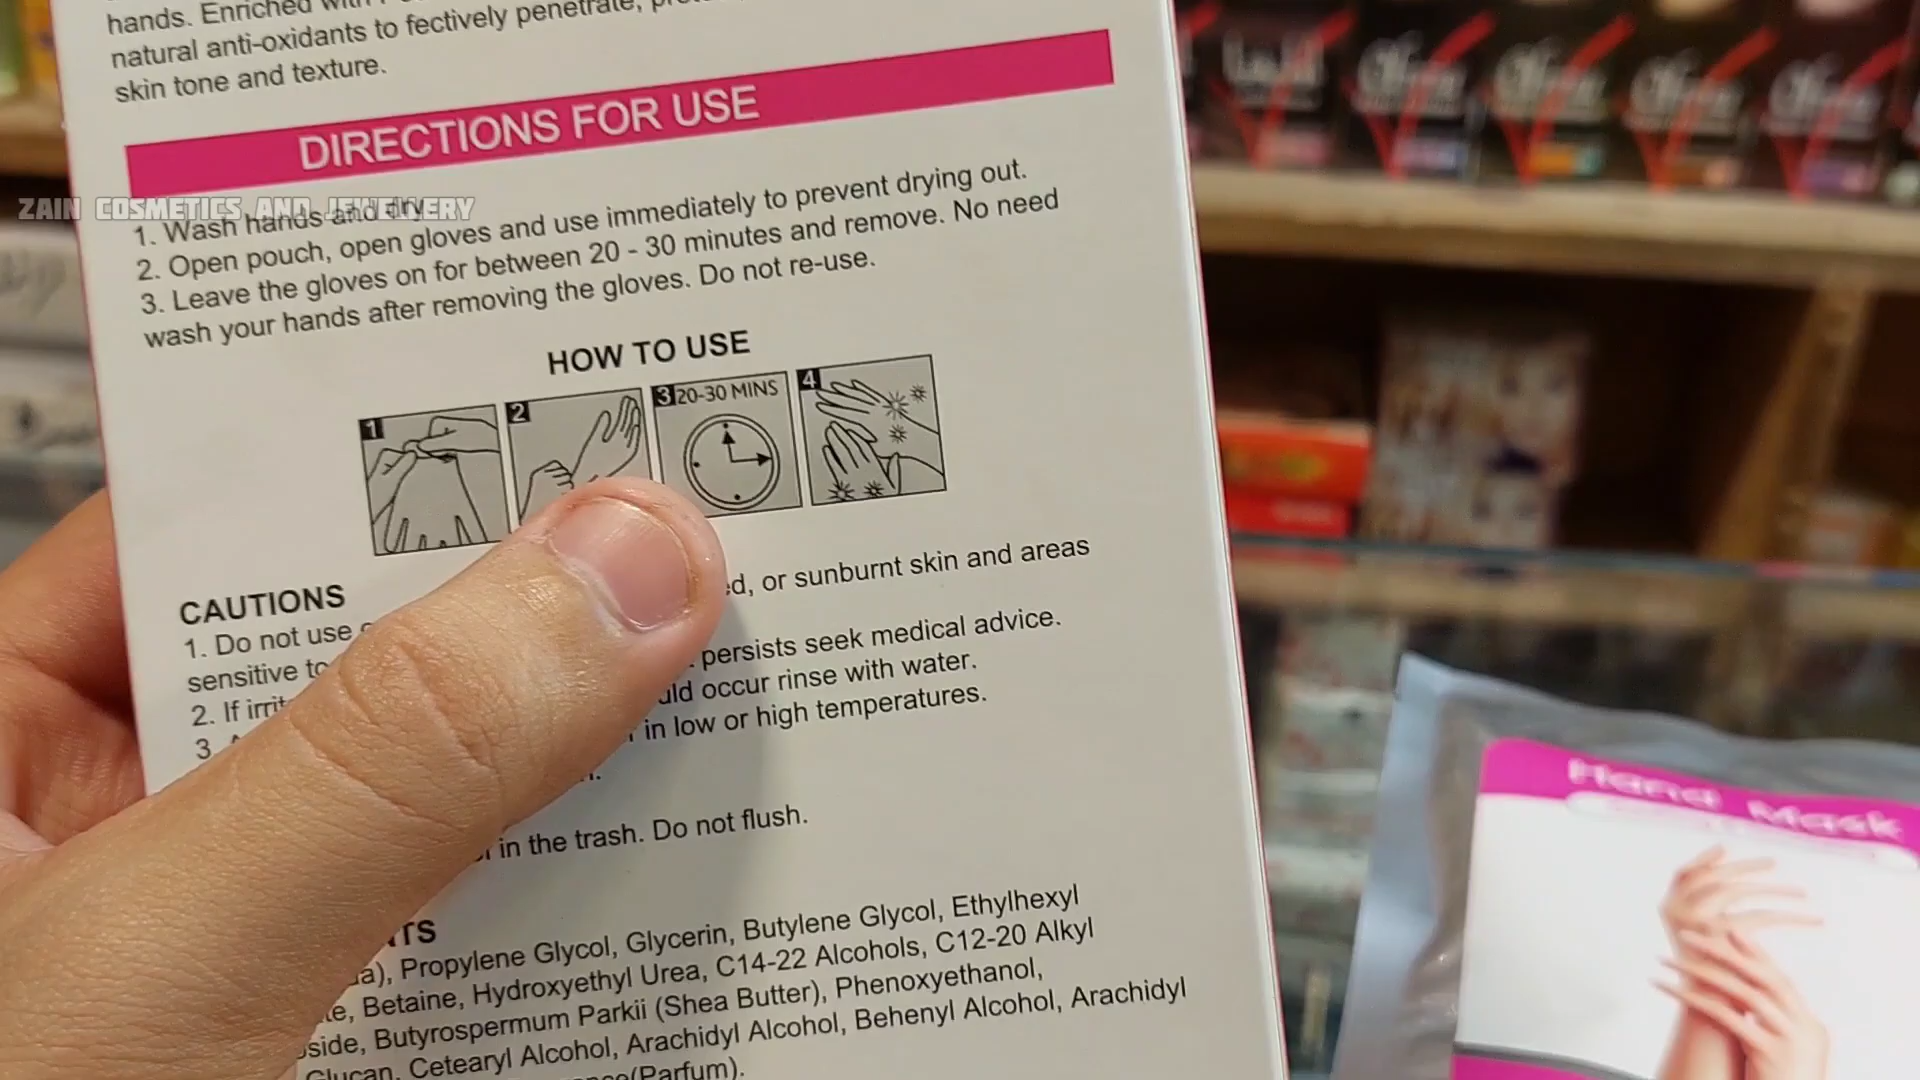 hands. Enriched with
natural anti-oxidants to fectively penetrate,
skin tone and texture.
DIRECTIONS FOR USE
ZAIN COSMETICS AND JEWELLERY
1. Wash hands and dry
2. Open pouch, open gloves and use immediately to prevent drying out.
3. Leave the gloves on for between 20 - 30 minutes and remove. No need
wash your hands after removing the gloves. Do not re-use.
HOW TO USE
1
2
3 20-30 MINS
4
CAUTIONS
1. Do not use
or sunburnt skin and areas
sensitive
2. If
persists seek medical advice.
3.
occur rinse with water.
in low or high temperatures.
in the trash. Do not flush.
Propylene Glycol, Glycerin, Butylene Glycol, Ethylhexyl
Betaine, Hydroxyethyl Urea, C14-22 Alcohols, C12-20 Alkyl
Butyrospermum Parkii (Shea Butter), Phenoxyethanol,
Glucan, Cetearyl Alcohol, Arachidyl Alcohol, Behenyl Alcohol, Arachidyl
(Parfum).
Hand Mask